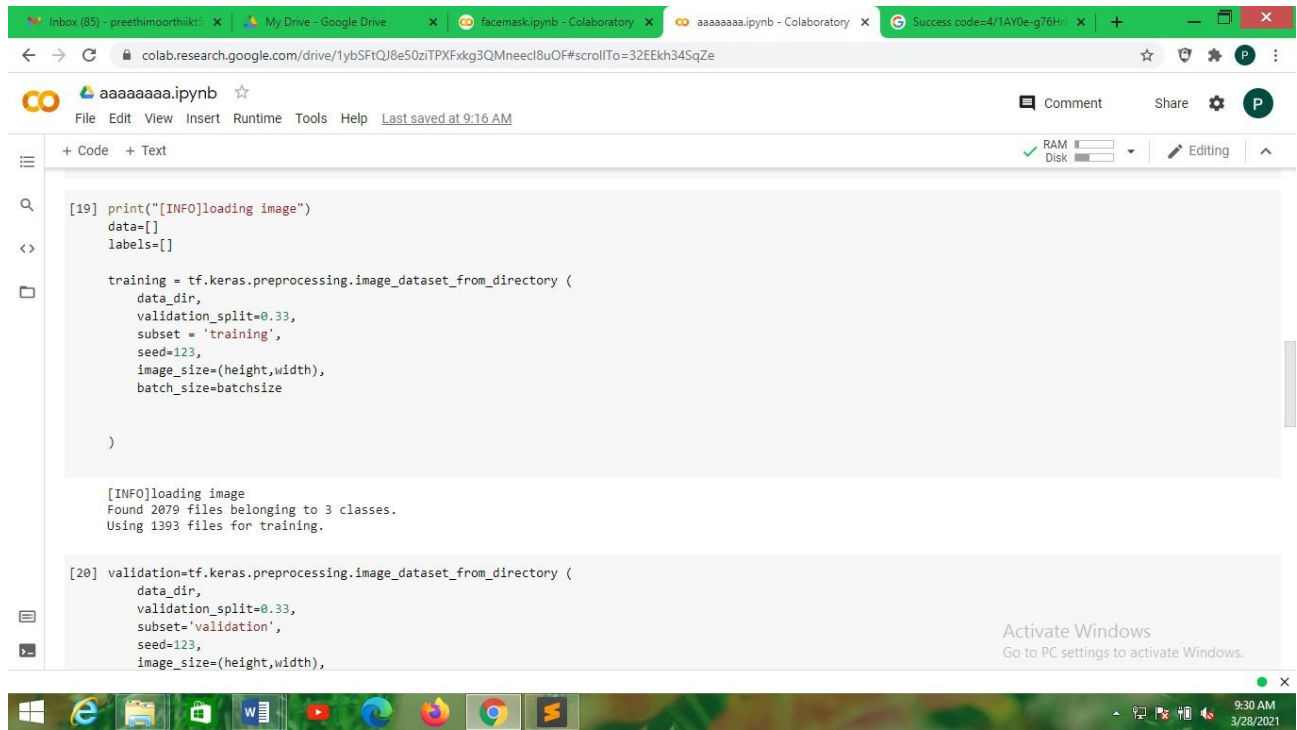 Inbox (85) - preethimoorthiikt
My Drive - Google Drive
facemask.ipynb - Colaboratory
aaaaaaaa.ipynb - Colaboratory
Success code=4/1AY0e-g76Hr
colab.research.google.com/drive/1ybSFtQJ8e50ziTPXFxkg3QMneecI8uOF#scrollTo=32EEkh34SqZe
P
CO
aaaaaaaa.ipynb
Comment
Share
P
File Edit View Insert Runtime Tools Help Last saved at 9:16 AM
+ Code + Text
RAM
Disk
Editing
[19] print("[INFO]loading image")
data=[]
labels=[]
training = tf.keras.preprocessing.image_dataset_from_directory (
data_dir,
validation_split=0.33,
subset = 'training',
seed=123,
image_size=(height,width),
batch_size=batchsize
)
[INFO]loading image
Found 2079 files belonging to 3 classes.
Using 1393 files for training.
[20] validation=tf.keras.preprocessing.image_dataset_from_directory (
data_dir,
validation_split=0.33,
subset='validation',
seed=123,
image_size=(height,width),
Activate Windows
Go to PC settings to activate Windows.
9:30 AM
3/28/2021